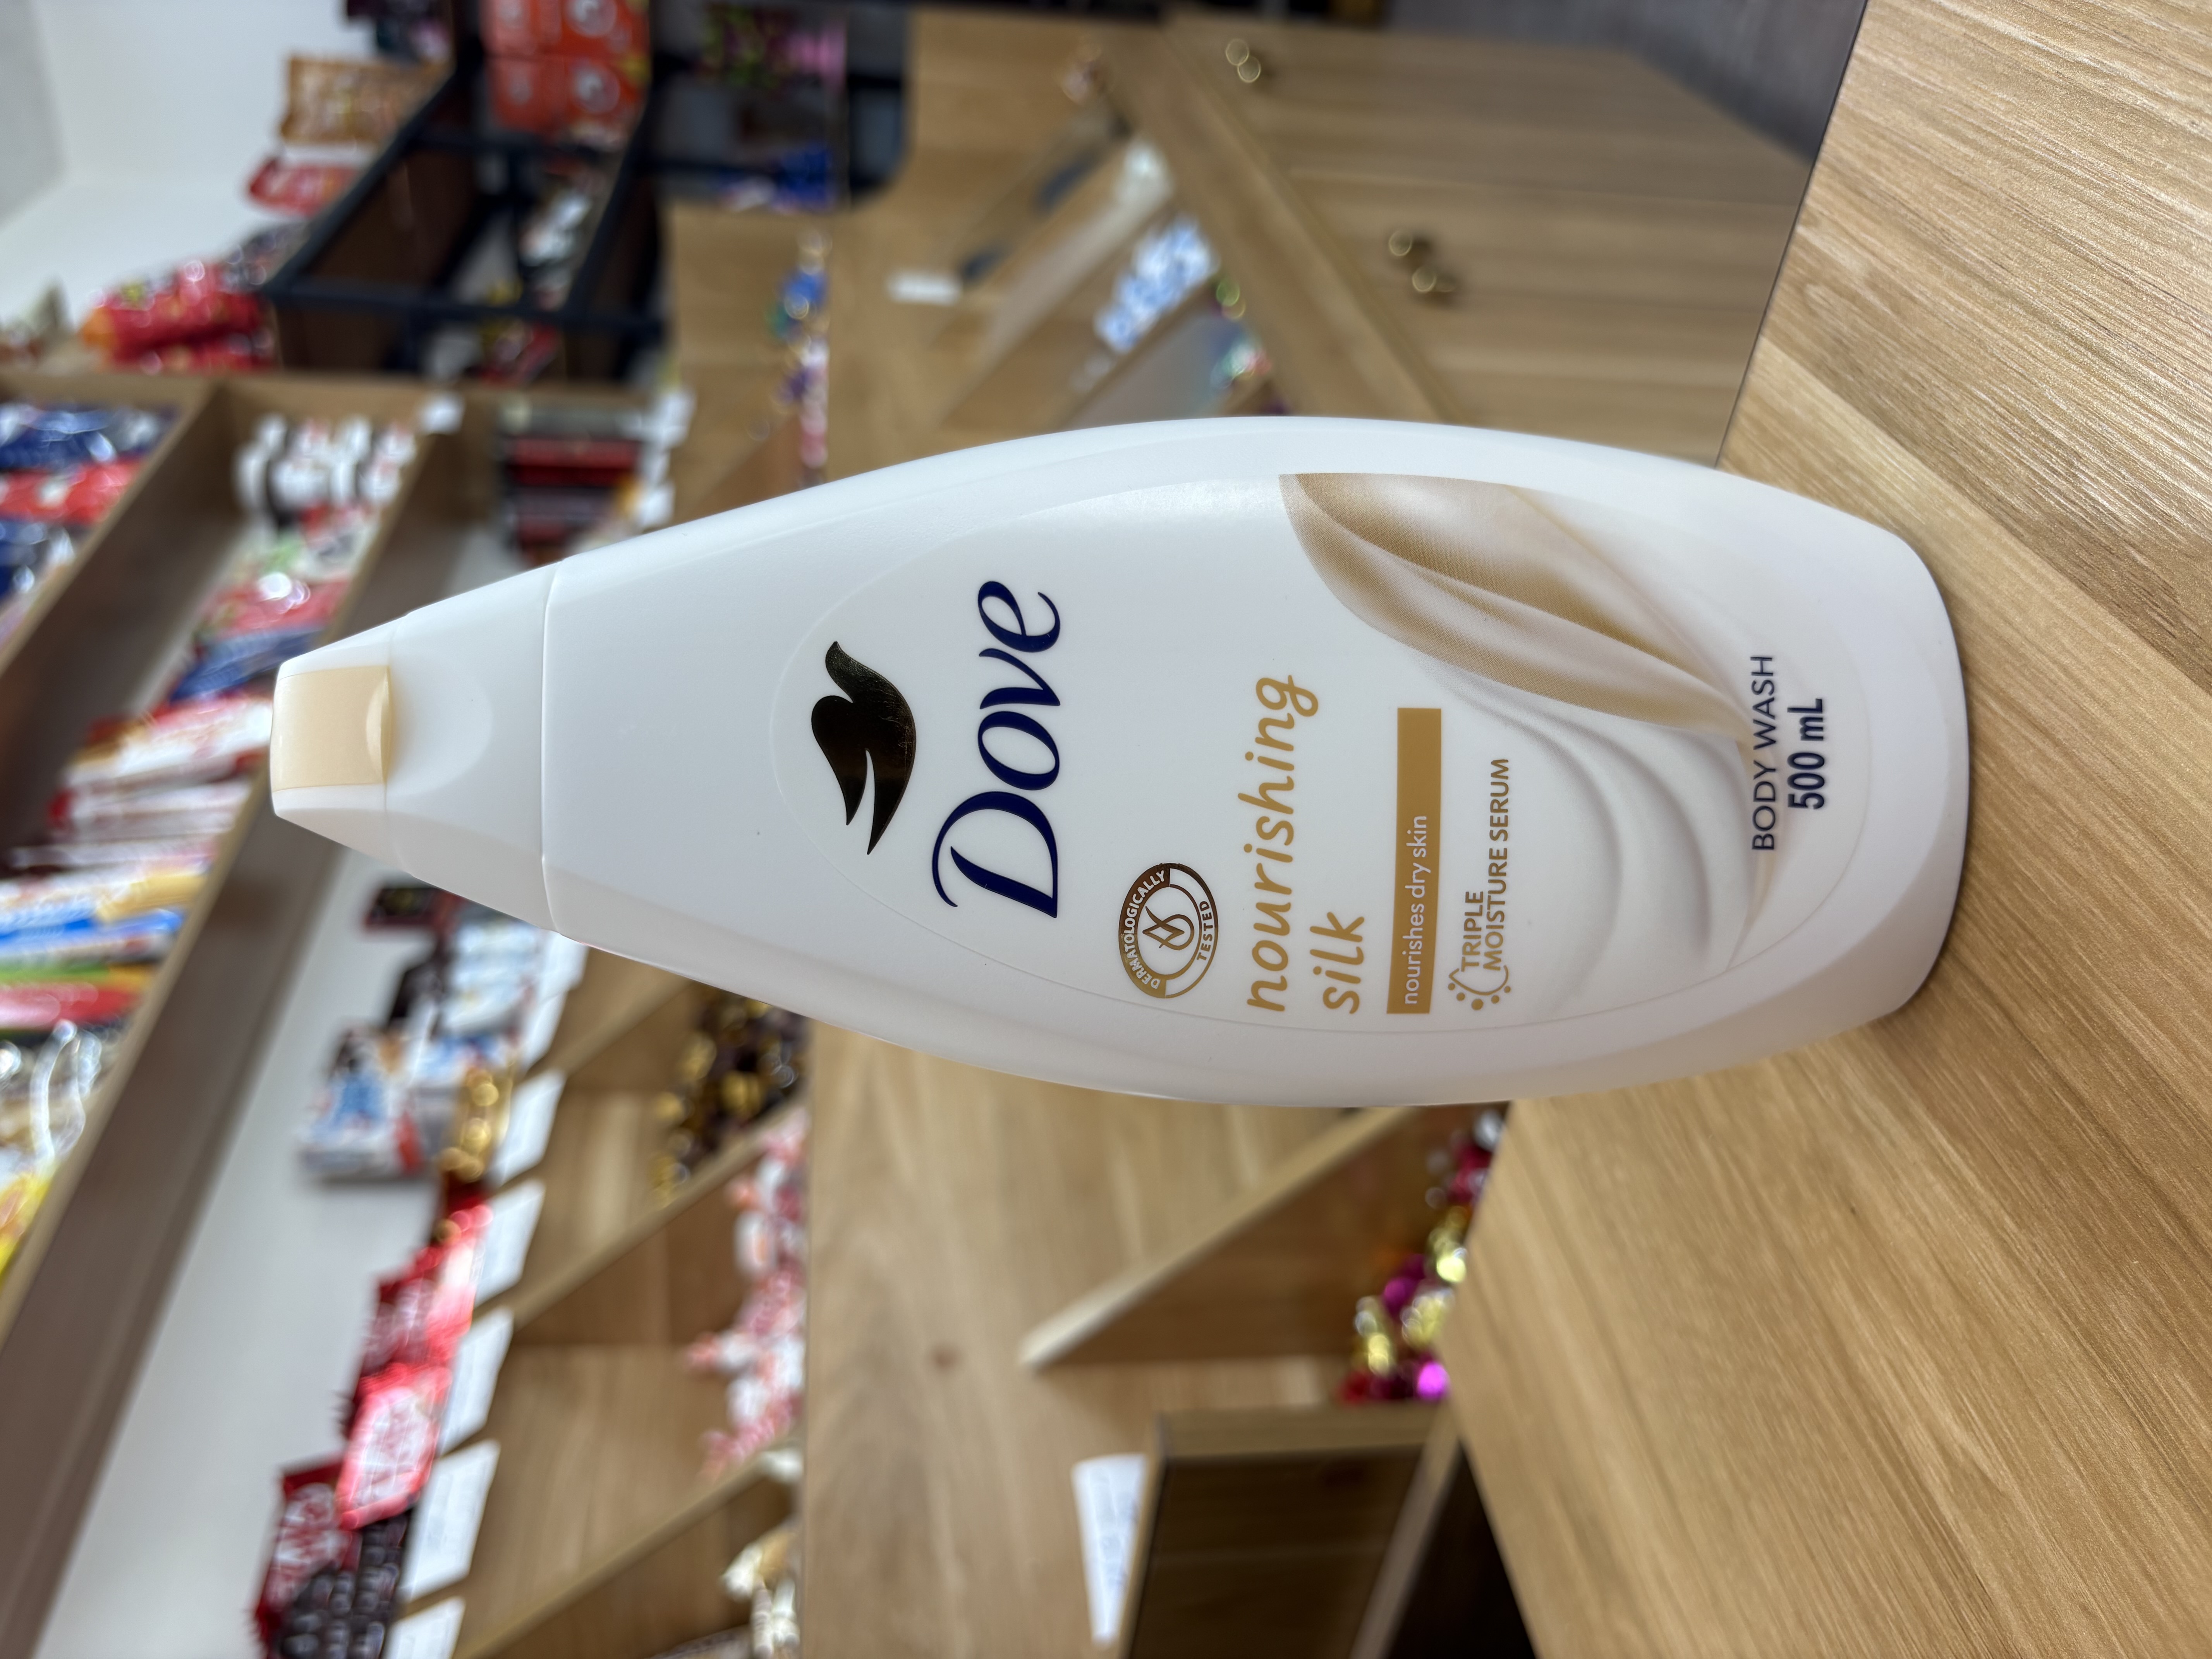 Dove
DERMATOLOGICALLY
TESTED
nourishing
silk
nourishes dry skin
TRIPLE
MOISTURE SERUM
BODY WASH
500 mL